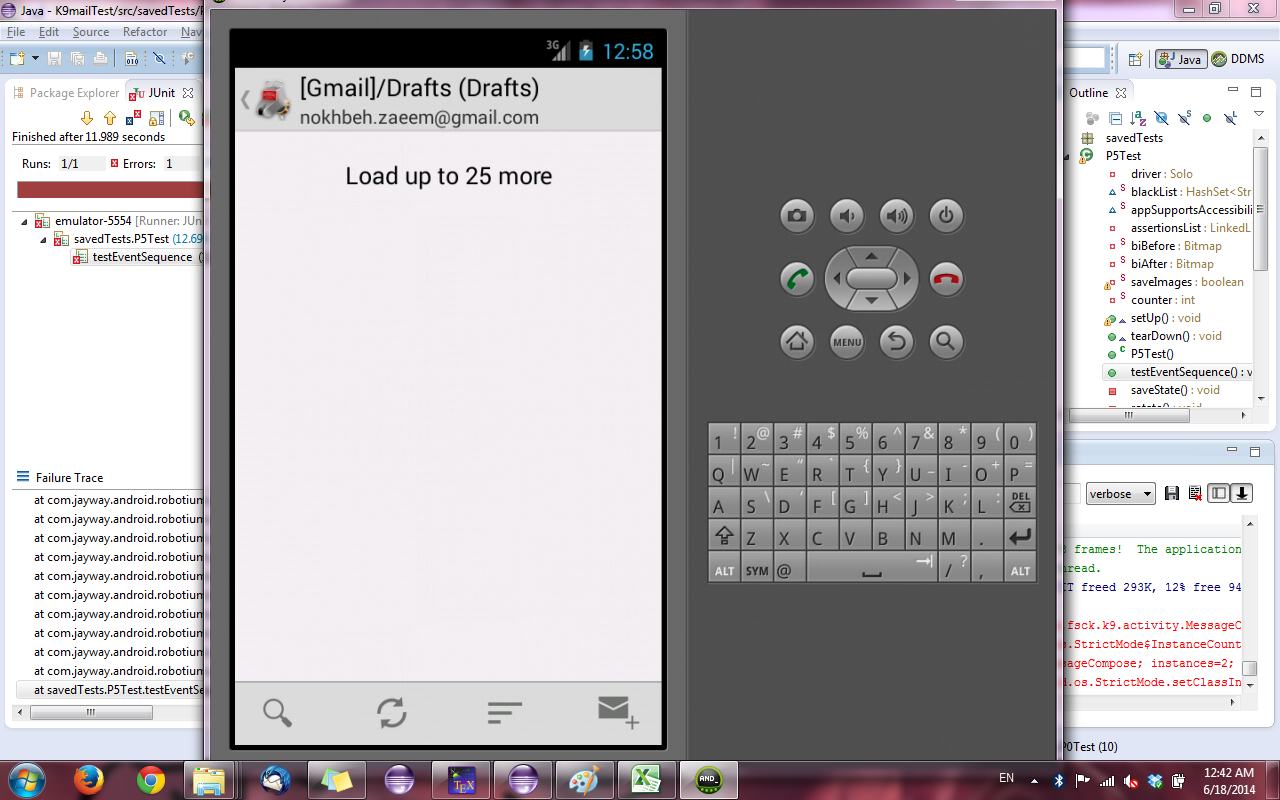 Java - K9mailTest/src/savedTests/
File Edit Source Refactor Nav
Package Explorer JUnit
Finished after 11.989 seconds
Runs: 1/1 Errors: 1
emulator-5554 [Runner: JUn
savedTests.P5Test (12.69
testEventSequence (
Failure Trace
at com.jayway.android.robotium
at com.jayway.android.robotium
at com.jayway.android.robotium
at com.jayway.android.robotium
at com.jayway.android.robotium
at com.jayway.android.robotium
at com.jayway.android.robotium
at com.jayway.android.robotium
at com.jayway.android.robotium
at com.jayway.android.robotium
at savedTests.P5Test.testEventSe
3G 12:58
[Gmail]/Drafts (Drafts)
nokhbeh.zaeem@gmail.com
Load up to 25 more
MENU
1 ! 2 @ 3 # 4 $ 5 % 6 ^ 7 & 8 * 9 ( 0 )
Q | W ~ E " R ` T { Y } U _ I - O + P =
A S \ D ' F [ G ] H < J > K ; L : DEL
Z X C V B N M .
ALT SYM @ / ? , ALT
Java DDMS
Outline
savedTests
P5Test
driver : Solo
blackList : HashSet<Str
appSupportsAccessibili
assertionsList : LinkedL
biBefore : Bitmap
biAfter : Bitmap
saveImages : boolean
counter : int
setUp() : void
tearDown() : void
P5Test()
testEventSequence() : v
saveState() : void
rotate() : void
verbose
frames! The application
hread.
IT freed 293K, 12% free 94
fsck.k9.activity.MessageC
s.StrictMode$InstanceCount
sageCompose; instances=2;
d.os.StrictMode.setClassIn
P0Test (10)
TEX
AND_
EN
12:42 AM
6/18/2014